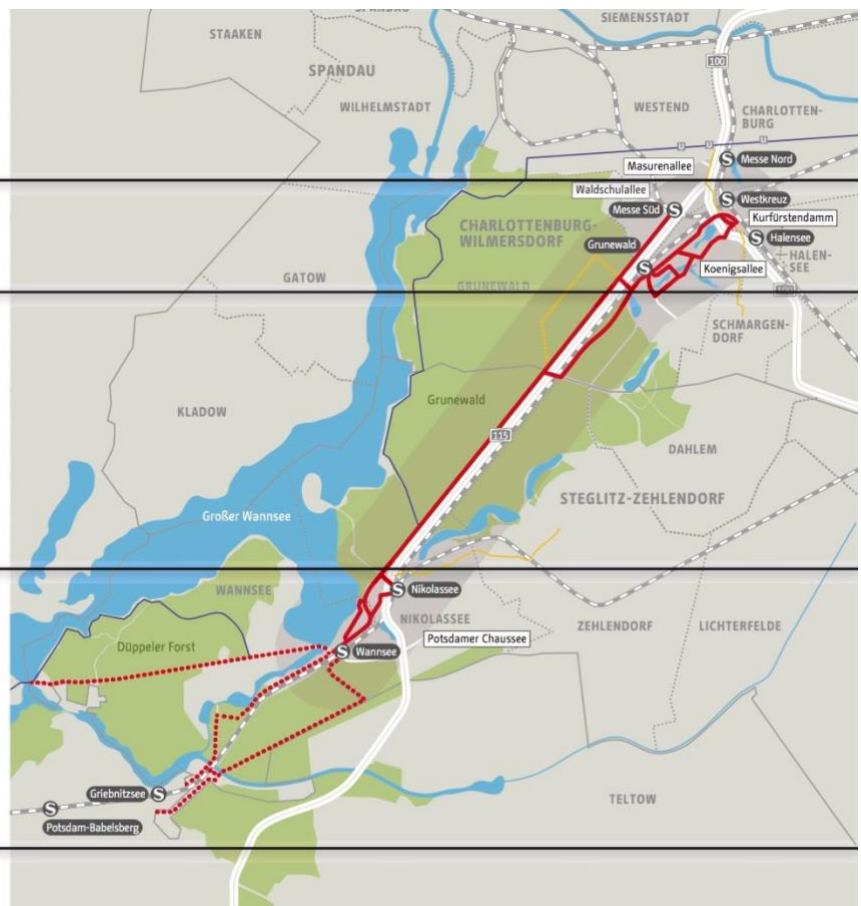 SPANDAU
SIEMENSSTADT
STAAKEN
SPANDAU
100
WILHELMSTADT
WESTEND
CHARLOTTEN-
BURG
Messe Nord
Masurenallee
Waldschulallee
Westkreuz
Messe Süd
Kurfürstendamm
CHARLOTTENBURG-
WILMERSDORF
Grunewald
Halensee
HALEN-
SEE
Koenigsallee
GATOW
GRUNEWALD
100
SCHMARGEN-
DORF
Grunewald
KLADOW
115
DAHLEM
STEGLITZ-ZEHLENDORF
Großer Wannsee
WANNSEE
Nikolassee
NIKOLASSEE
ZEHLENDORF
LICHTERFELDE
Potsdamer Chaussee
Düppeler Forst
Wannsee
Griebnitzsee
TELTOW
Potsdam-Babelsberg